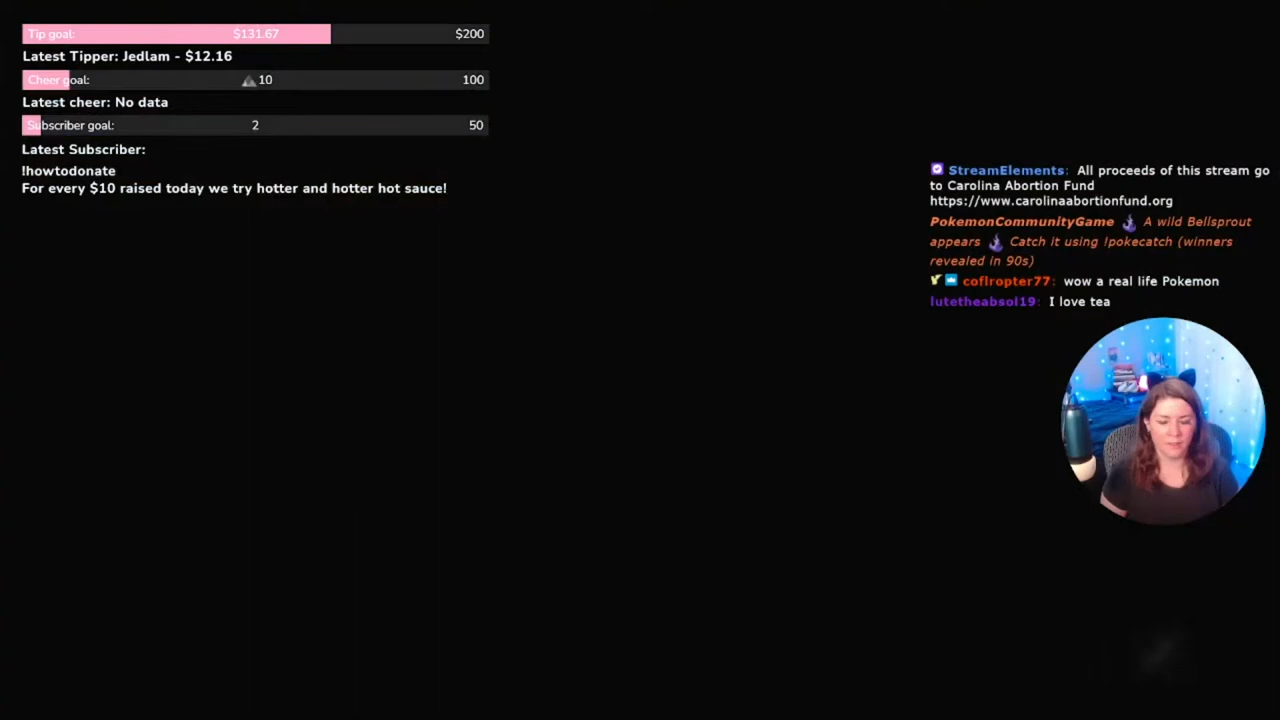 Tip goal: $131.67 $200
Latest Tipper: Jedlam - $12.16
Cheer goal: 10 100
Latest cheer: No data
Subscriber goal: 2 50
Latest Subscriber:
!howtodonate
For every $10 raised today we try hotter and hotter hot sauce!
StreamElements: All proceeds of this stream go
to Carolina Abortion Fund
https://www.carolinaabortionfund.org
PokemonCommunityGame A wild Bellsprout
appears Catch it using !pokecatch (winners
revealed in 90s)
coflropter77: wow a real life Pokemon
lutetheabsol19: I love tea